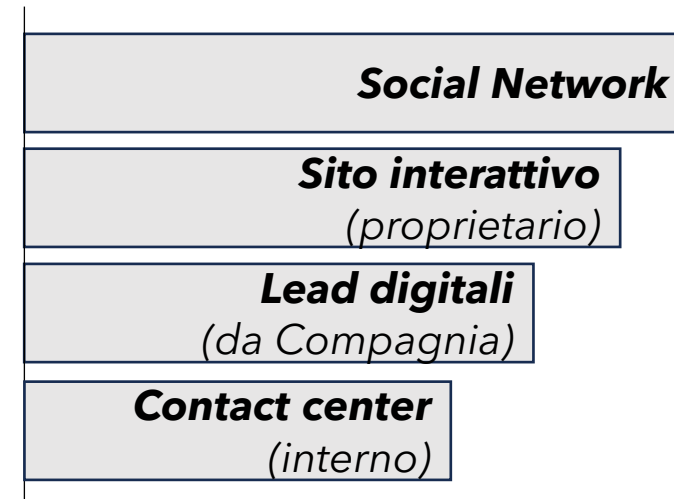 Social Network
Sito interattivo
(proprietario)
Lead digitali
(da Compagnia)
Contact center
(interno)